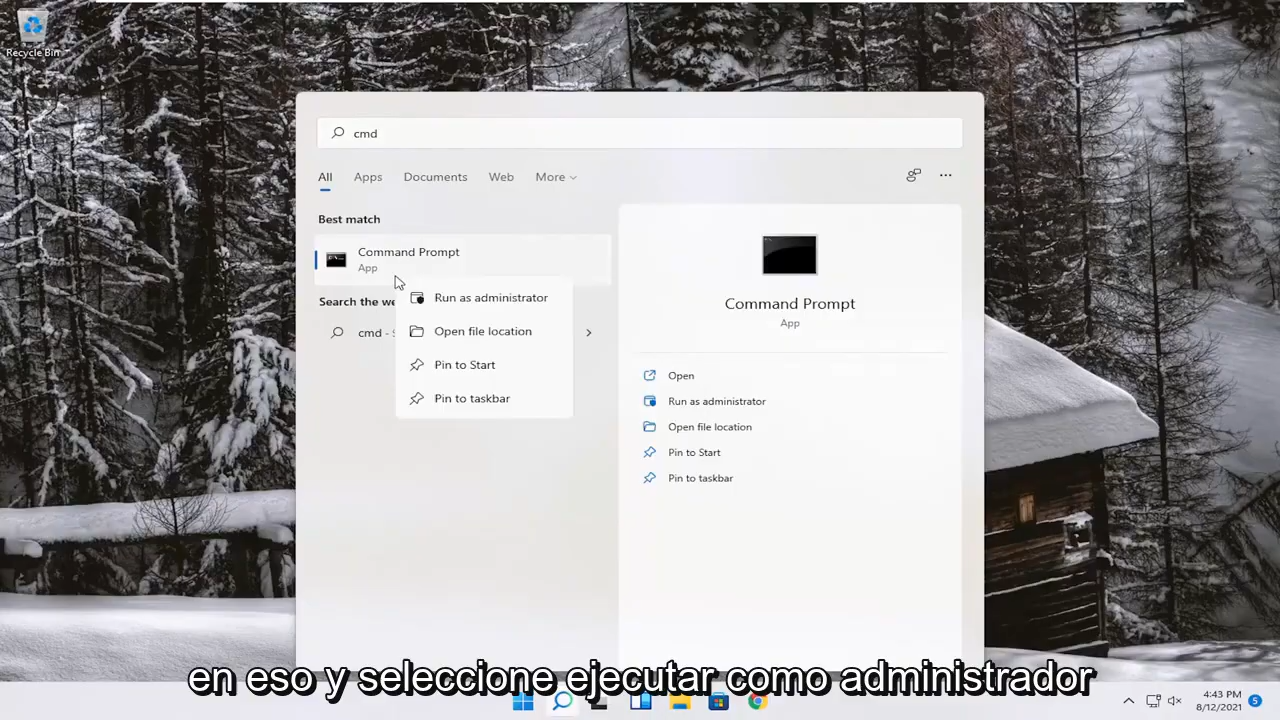 Recycle Bin
cmd
All Apps Documents Web More
Best match
Command Prompt
App
Search the we
cmd -
Run as administrator
Open file location
Pin to Start
Pin to taskbar
Command Prompt
App
Open
Run as administrator
Open file location
Pin to Start
Pin to taskbar
en eso y seleccione ejecutar como administrador
4:43 PM
8/12/2021
5